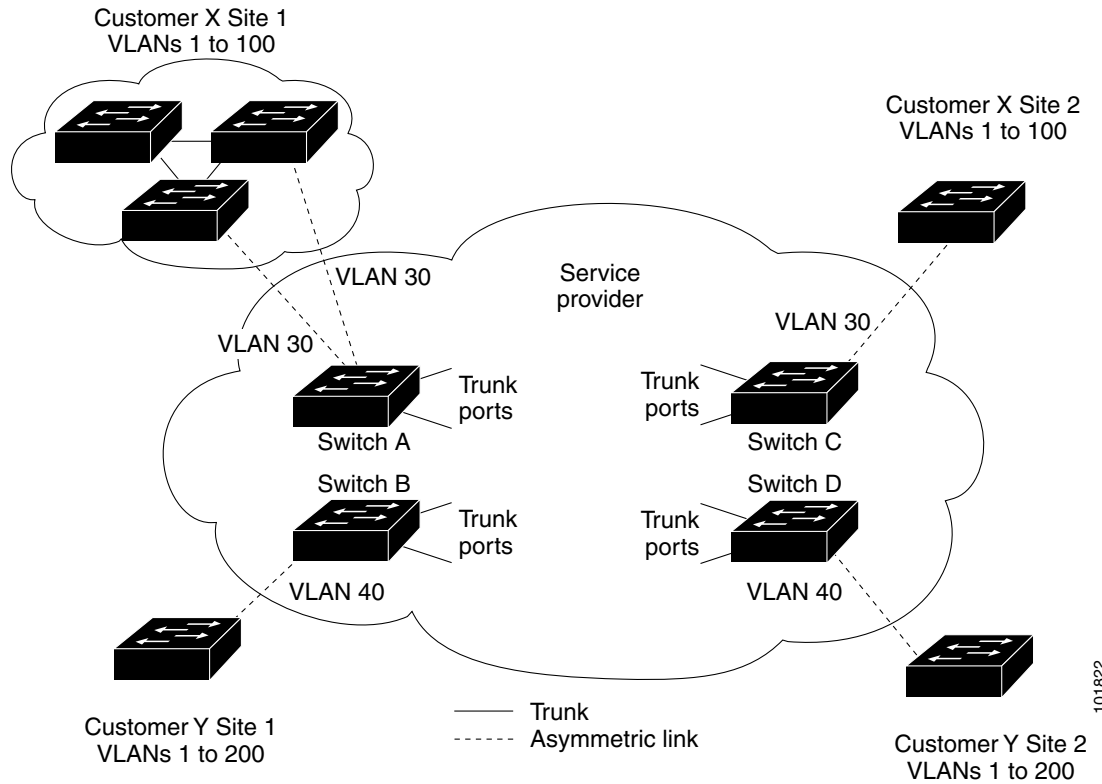 Customer X Site 1
VLANs 1 to 100
Customer X Site 2
VLANs 1 to 100
VLAN 30
Service
provider
VLAN 30
VLAN 30
Trunk
ports
Trunk
ports
Switch A
Switch C
Switch B
Switch D
Trunk
ports
Trunk
ports
VLAN 40
VLAN 40
Customer Y Site 1
VLANs 1 to 200
Trunk
Asymmetric link
Customer Y Site 2
VLANs 1 to 200
101822